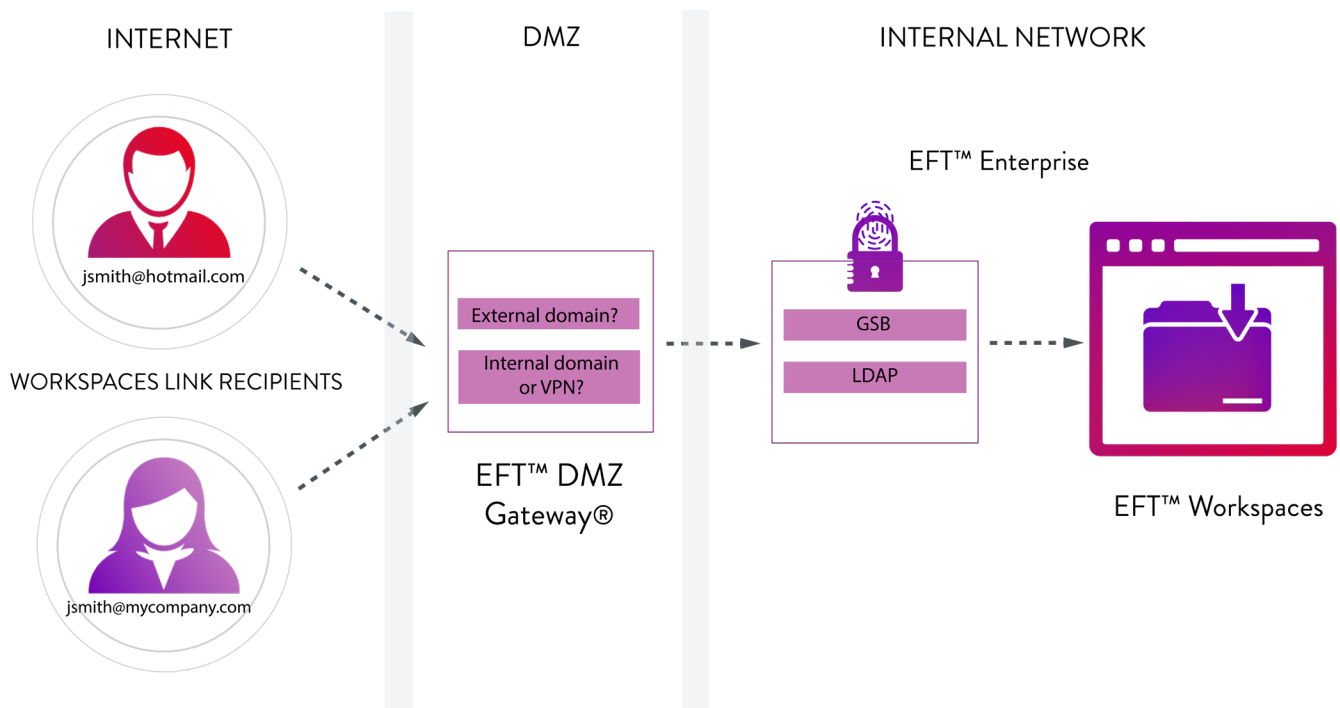 INTERNET
DMZ
INTERNAL NETWORK
jsmith@hotmail.com
WORKSPACES LINK RECIPIENTS
jsmith@mycompany.com
External domain?
Internal domain
or VPN?
EFT™ DMZ
Gateway®
EFT™ Enterprise
GSB
LDAP
EFT™ Workspaces